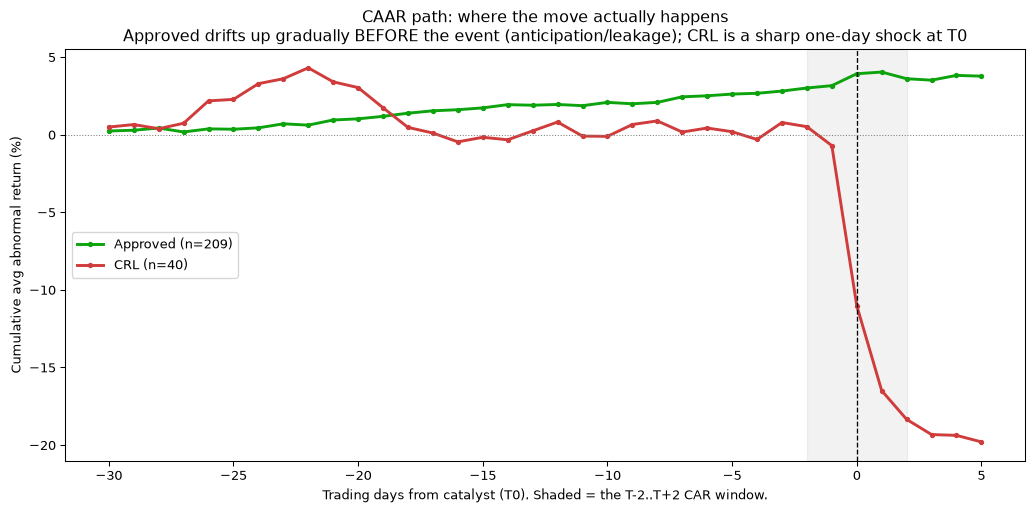 CAAR path: where the move actually happens
Approved drifts up gradually BEFORE the event (anticipation/leakage); CRL is a sharp one-day shock at T0
Cumulative avg abnormal return (%)
5
0
−5
−10
−15
−20
Approved (n=209)
CRL (n=40)
−30
−25
−20
−15
−10
−5
0
5
Trading days from catalyst (T0). Shaded = the T-2..T+2 CAR window.